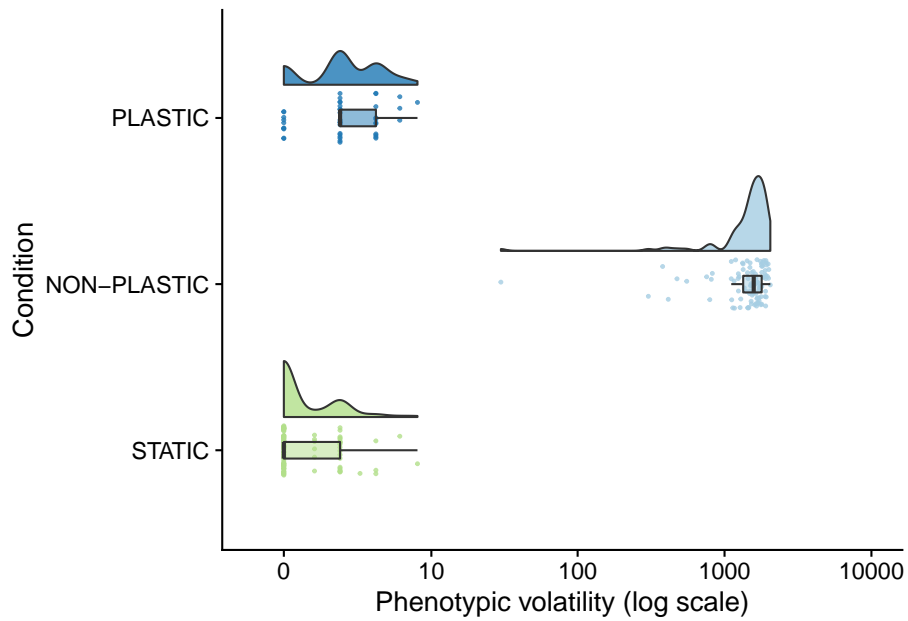 PLASTIC
NON−PLASTIC
STATIC
Condition
0 10 100 1000 10000
Phenotypic volatility (log scale)